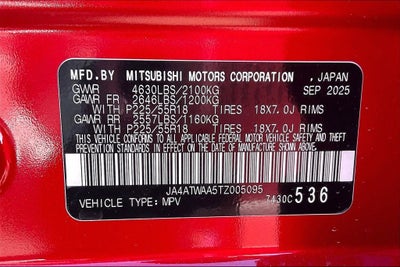 MFD.BY MITSUBISHI MOTORS CORPORATION , JAPAN
GVWR 4630LBS/2100KG SEP 2025
GAWR FR 2646LBS/1200KG
WITH P225/55R18 TIRES 18X7.0J RIMS
GAWR RR 2557LBS/1160KG
WITH P225/55R18 TIRES 18X7.0J RIMS
THIS VEHICLE CONFORMS TO ALL APPLICABLE FEDERAL MOTOR VEHICLE SAFETY, BUMPER, AND THEFT
PREVENTION STANDARDS IN EFFECT ON THE DATE OF MANUFACTURE SHOWN ABOVE.
JA4ATWAA5TZ005095
VEHICLE TYPE: MPV 7430C 536